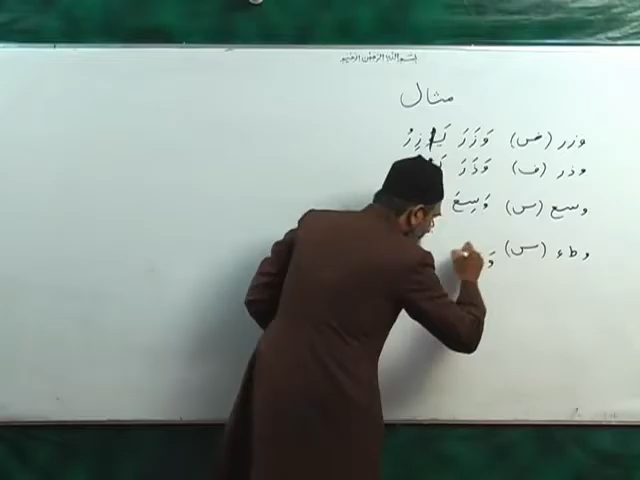 بسم الله الرحمن الرحيم
مثال
وزر (ض) وَزَرَ يَزِرُ
وذر (ف) وَذَرَ يَ
وسع (س) وَسِعَ
وطء (س) وَ